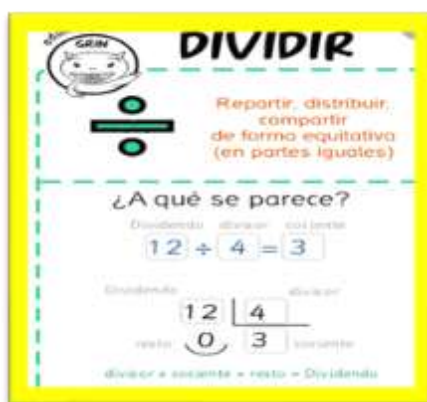 GRIN
DIVIDIR
Repartir, distribuir,
compartir
de forma equitativa
(en partes iguales)
¿A qué se parece?
Dividendo divisor cociente
12 ÷ 4 = 3
Dividendo divisor
12 4
resto 0 3 cociente
divisor × cociente + resto = Dividendo